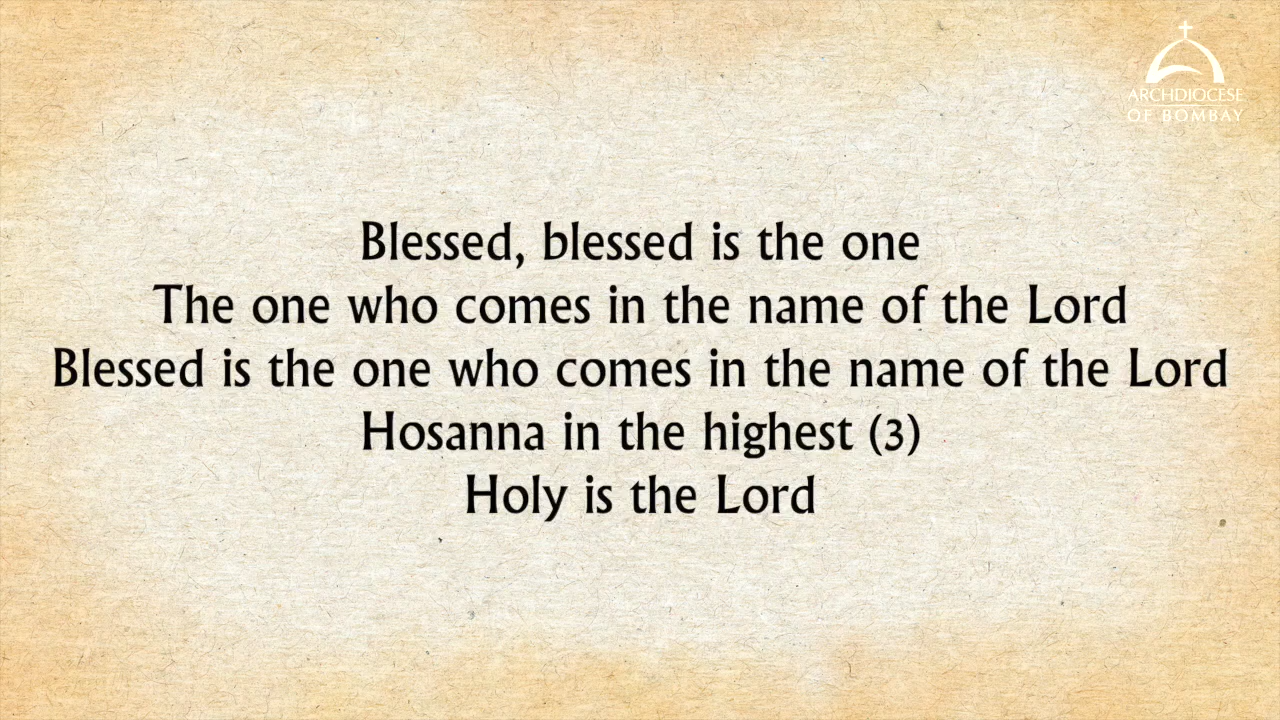 ARCHDIOCESE
OF BOMBAY
Blessed, blessed is the one
The one who comes in the name of the Lord
Blessed is the one who comes in the name of the Lord
Hosanna in the highest (3)
Holy is the Lord